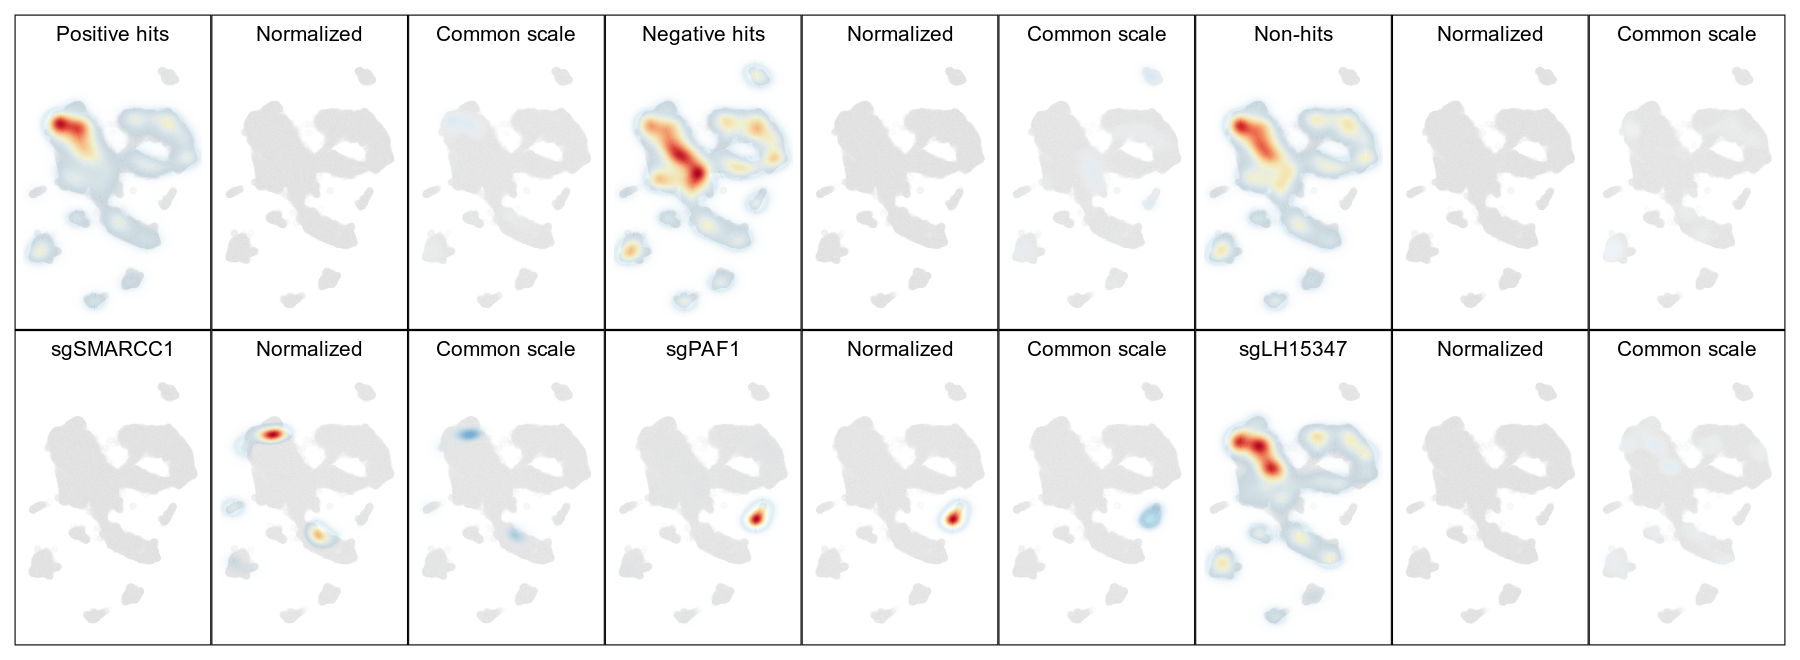 Positive hits
Normalized
Common scale
Negative hits
Normalized
Common scale
Non-hits
Normalized
Common scale
sgSMARCC1
Normalized
Common scale
sgPAF1
Normalized
Common scale
sgLH15347
Normalized
Common scale